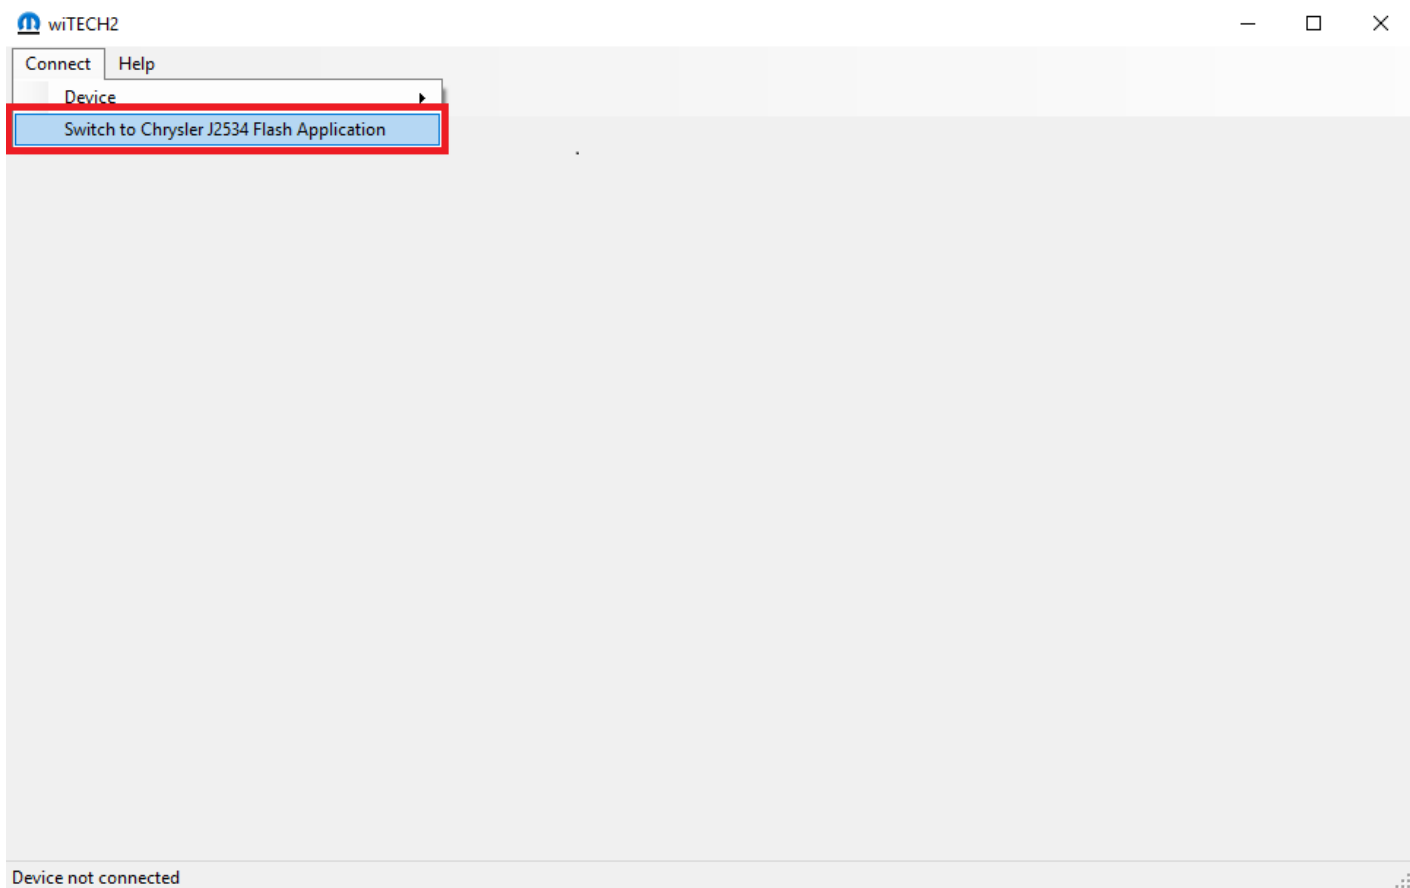 wiTECH2
Connect Help
Device
Switch to Chrysler J2534 Flash Application
Device not connected